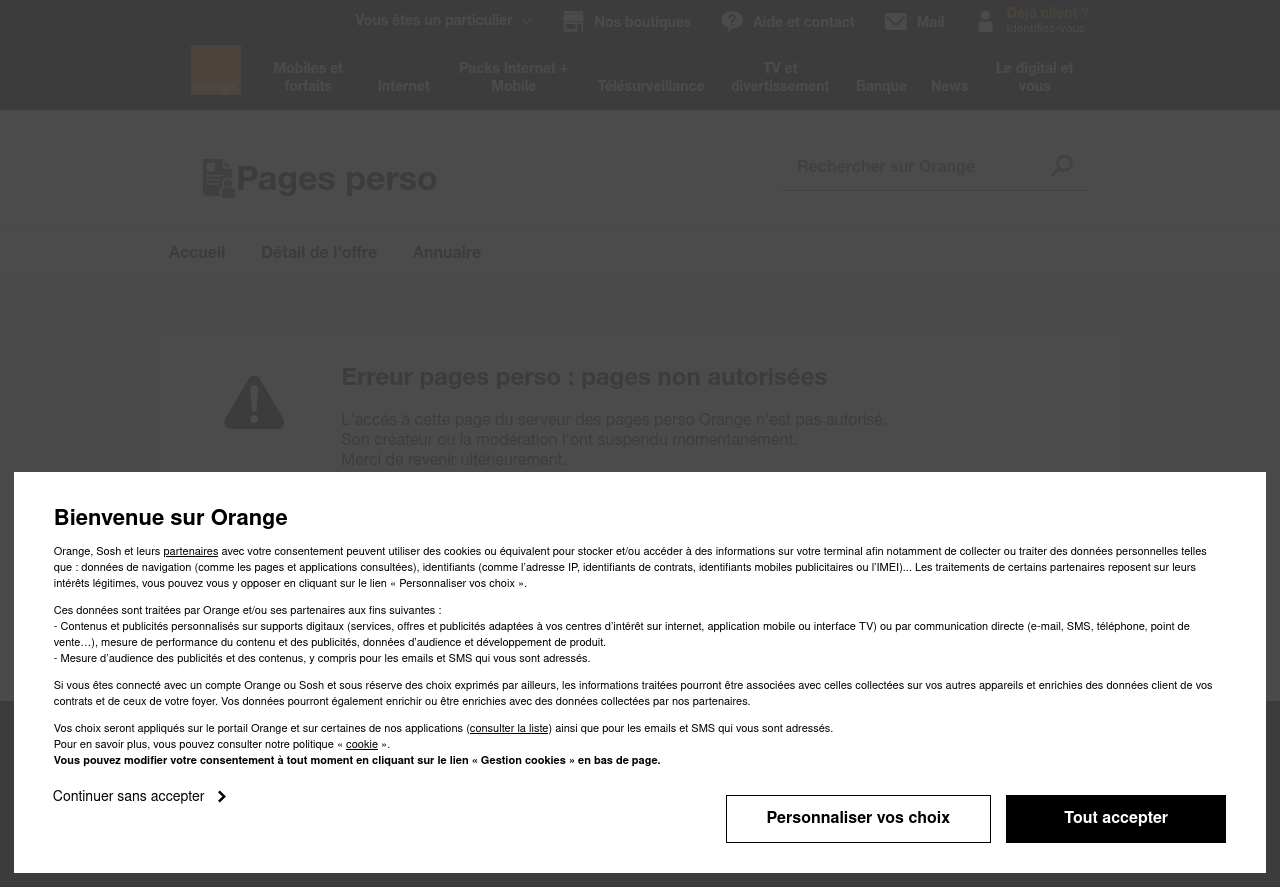 Vous êtes un particulier
Nos boutiques
Aide et contact
Mail
Déjà client ?
Identifiez-vous
orange
Mobiles et
forfaits
Internet
Packs Internet +
Mobile
Télésurveillance
TV et
divertissement
Banque
News
Le digital et
vous
Pages perso
Rechercher sur Orange
Accueil
Détail de l'offre
Annuaire
Erreur pages perso : pages non autorisées
L'accès à cette page du serveur des pages perso Orange n'est pas autorisé.
Son créateur ou la modération l'ont suspendu momentanément.
Merci de revenir ultérieurement.
Bienvenue sur Orange
Orange, Sosh et leurs partenaires avec votre consentement peuvent utiliser des cookies ou équivalent pour stocker et/ou accéder à des informations sur votre terminal afin notamment de collecter ou traiter des données personnelles telles
que : données de navigation (comme les pages et applications consultées), identifiants (comme l'adresse IP, identifiants de contrats, identifiants mobiles publicitaires ou l'IMEI)... Les traitements de certains partenaires reposent sur leurs
intérêts légitimes, vous pouvez vous y opposer en cliquant sur le lien « Personnaliser vos choix ».
Ces données sont traitées par Orange et/ou ses partenaires aux fins suivantes :
- Contenus et publicités personnalisés sur supports digitaux (services, offres et publicités adaptées à vos centres d'intérêt sur internet, application mobile ou interface TV) ou par communication directe (e-mail, SMS, téléphone, point de
vente…), mesure de performance du contenu et des publicités, données d'audience et développement de produit.
- Mesure d'audience des publicités et des contenus, y compris pour les emails et SMS qui vous sont adressés.
Si vous êtes connecté avec un compte Orange ou Sosh et sous réserve des choix exprimés par ailleurs, les informations traitées pourront être associées avec celles collectées sur vos autres appareils et enrichies des données client de vos
contrats et de ceux de votre foyer. Vos données pourront également enrichir ou être enrichies avec des données collectées par nos partenaires.
Vos choix seront appliqués sur le portail Orange et sur certaines de nos applications (consulter la liste) ainsi que pour les emails et SMS qui vous sont adressés.
Pour en savoir plus, vous pouvez consulter notre politique « cookie ».
Vous pouvez modifier votre consentement à tout moment en cliquant sur le lien « Gestion cookies » en bas de page.
Continuer sans accepter
Personnaliser vos choix
Tout accepter